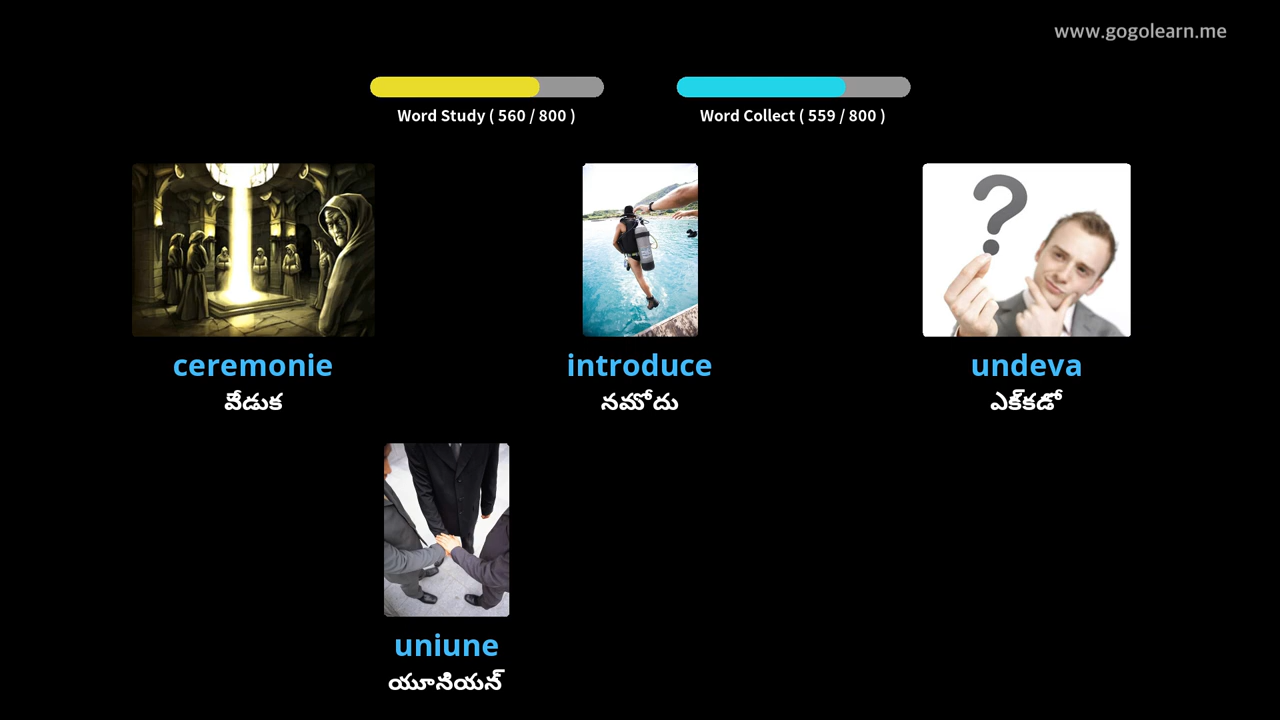 www.gogolearn.me
Word Study ( 560 / 800 )
Word Collect ( 559 / 800 )
ceremonie
వేడుక
introduce
నమోదు
undeva
ఎక్కడో
uniune
యూనియన్